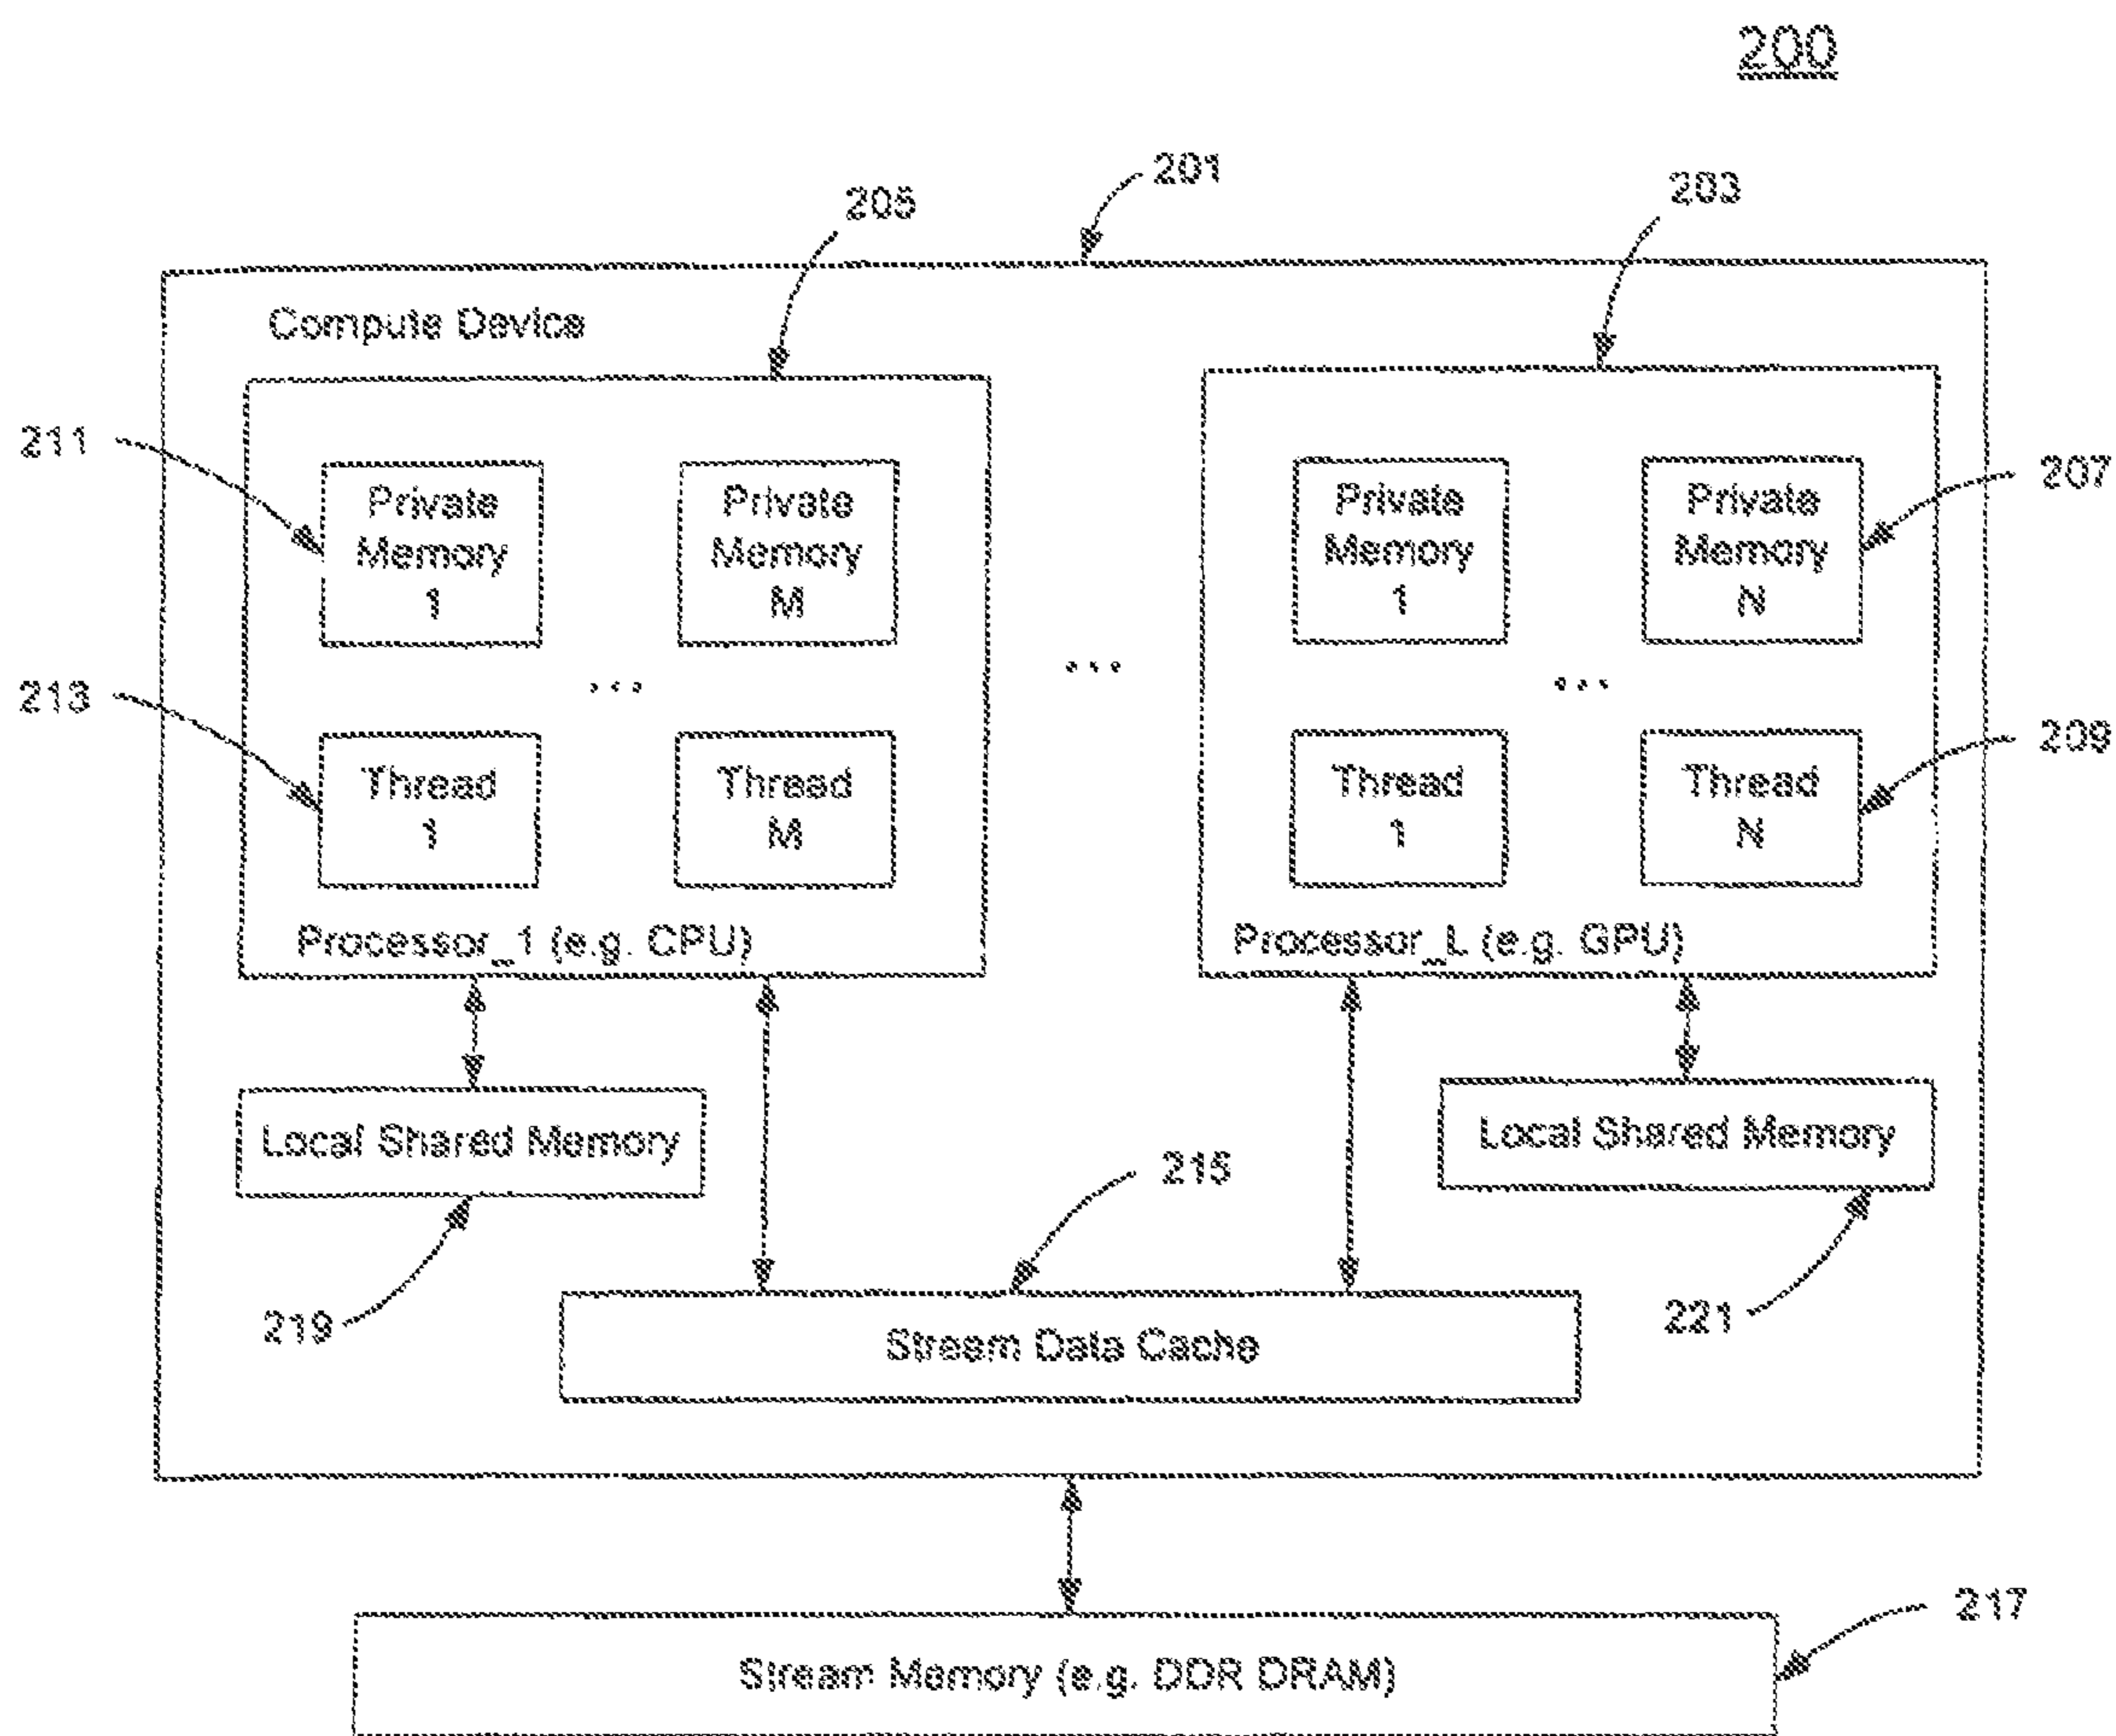 200
201
205
203
Compute Device
211
Private
Memory
1
Private
Memory
M
Private
Memory
1
Private
Memory
N
207
...
...
...
213
Thread
1
Thread
M
Thread
1
Thread
N
209
Processor_1 (e.g. CPU)
Processor_L (e.g. GPU)
Local Shared Memory
Local Shared Memory
215
219
221
Stream Data Cache
217
Stream Memory (e.g. DDR DRAM)